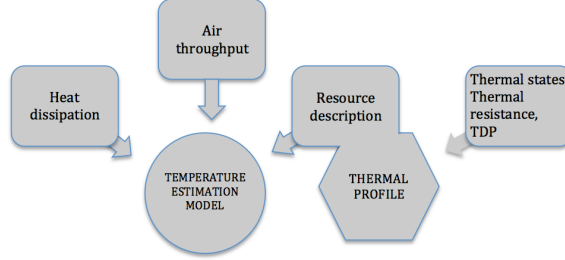 Air
throughput
Heat
dissipation
Resource
description
Thermal states
Thermal
resistance,
TDP
TEMPERATURE
ESTIMATION
MODEL
THERMAL
PROFILE